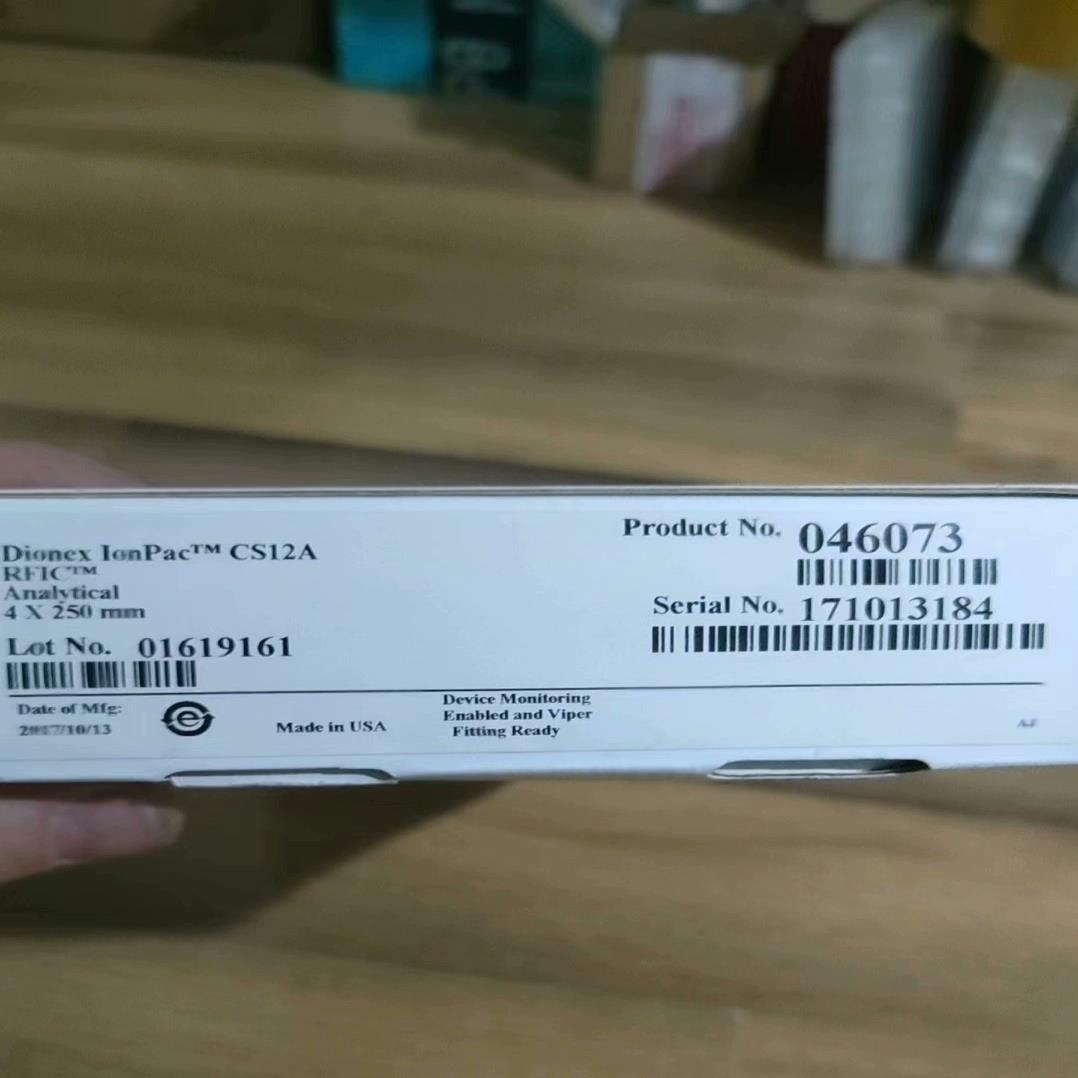 Dionex IonPac™ CS12A
RFIC™
Analytical
4 X 250 mm
Lot No. 01619161
Product No. 046073
Serial No. 171013184
Date of Mfg:
2017/10/13
Made in USA
Device Monitoring
Enabled and Viper
Fitting Ready